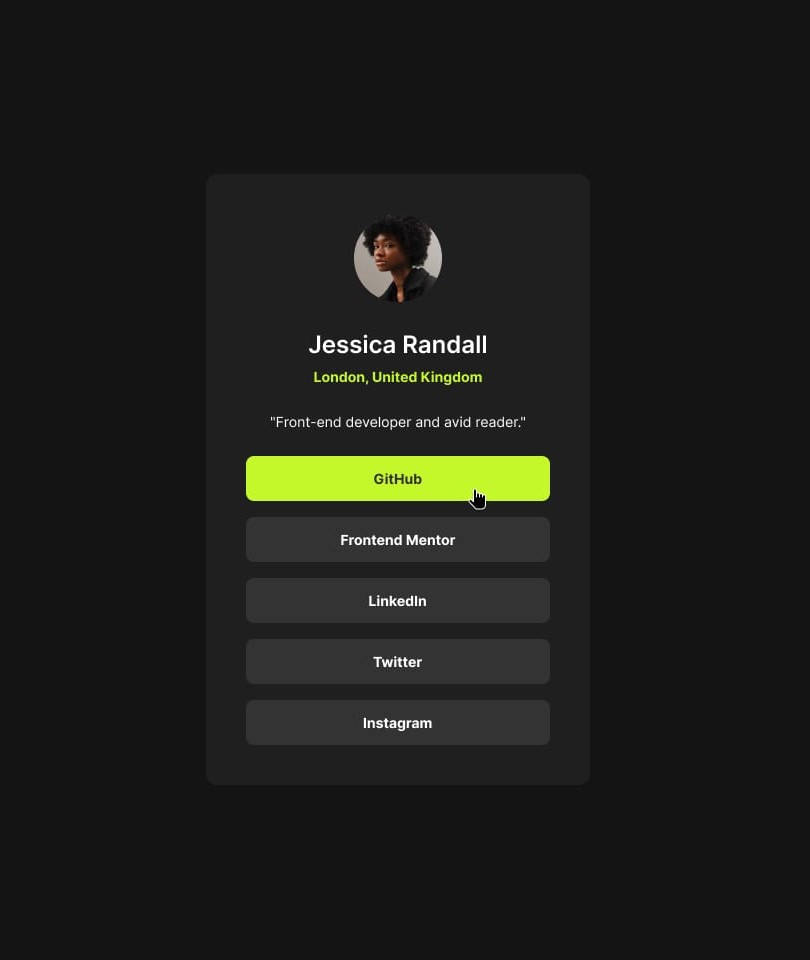 Jessica Randall
London, United Kingdom
"Front-end developer and avid reader."
GitHub
Frontend Mentor
LinkedIn
Twitter
Instagram